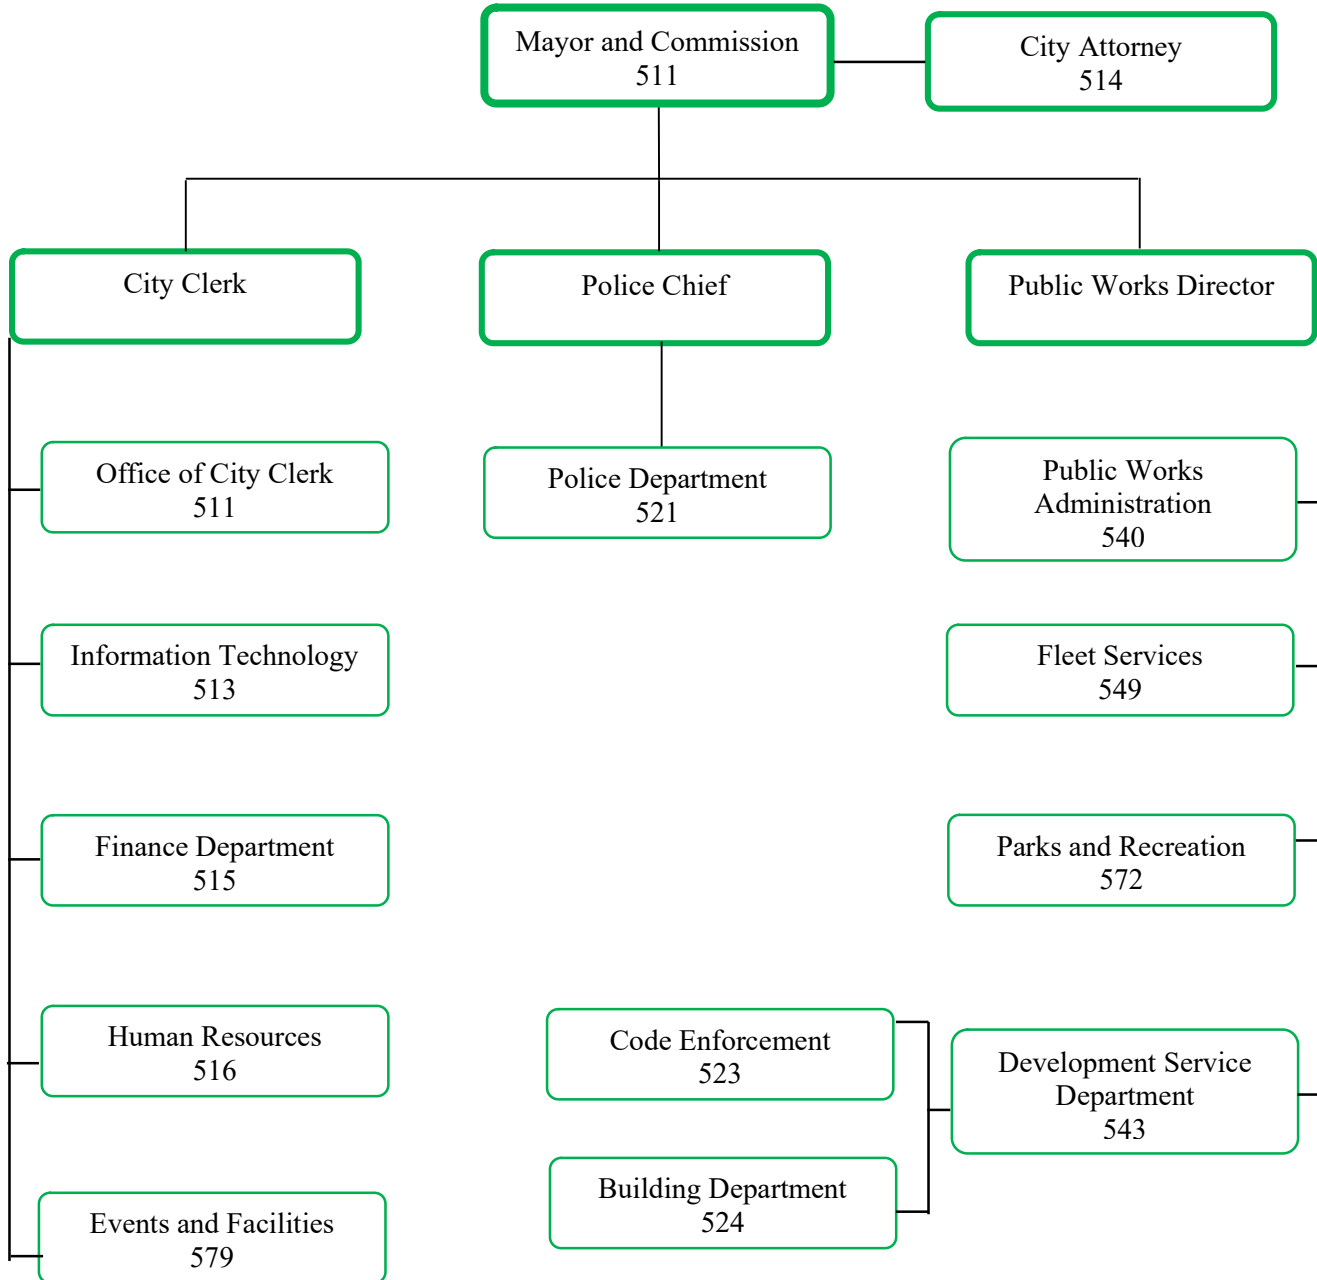 Mayor and Commission
511
City Attorney
514
City Clerk
Police Chief
Public Works Director
Office of City Clerk
511
Police Department
521
Public Works
Administration
540
Information Technology
513
Fleet Services
549
Finance Department
515
Parks and Recreation
572
Human Resources
516
Code Enforcement
523
Development Service
Department
543
Building Department
524
Events and Facilities
579